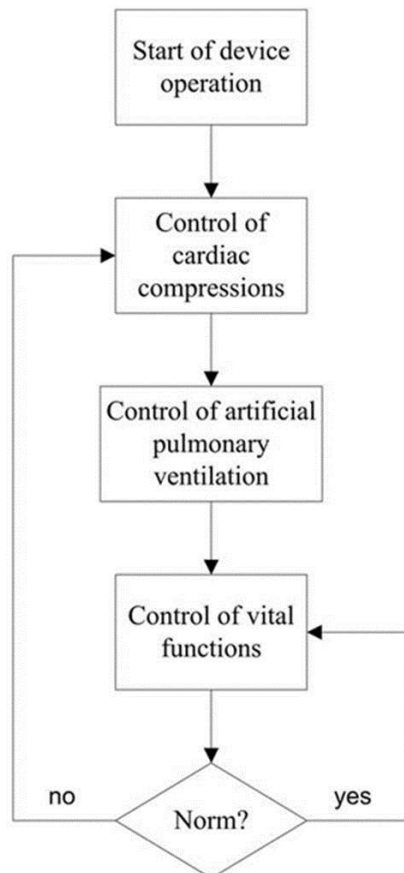 Start of device
operation
Control of
cardiac
compressions
Control of artificial
pulmonary
ventilation
Control of vital
functions
no
yes
Norm?